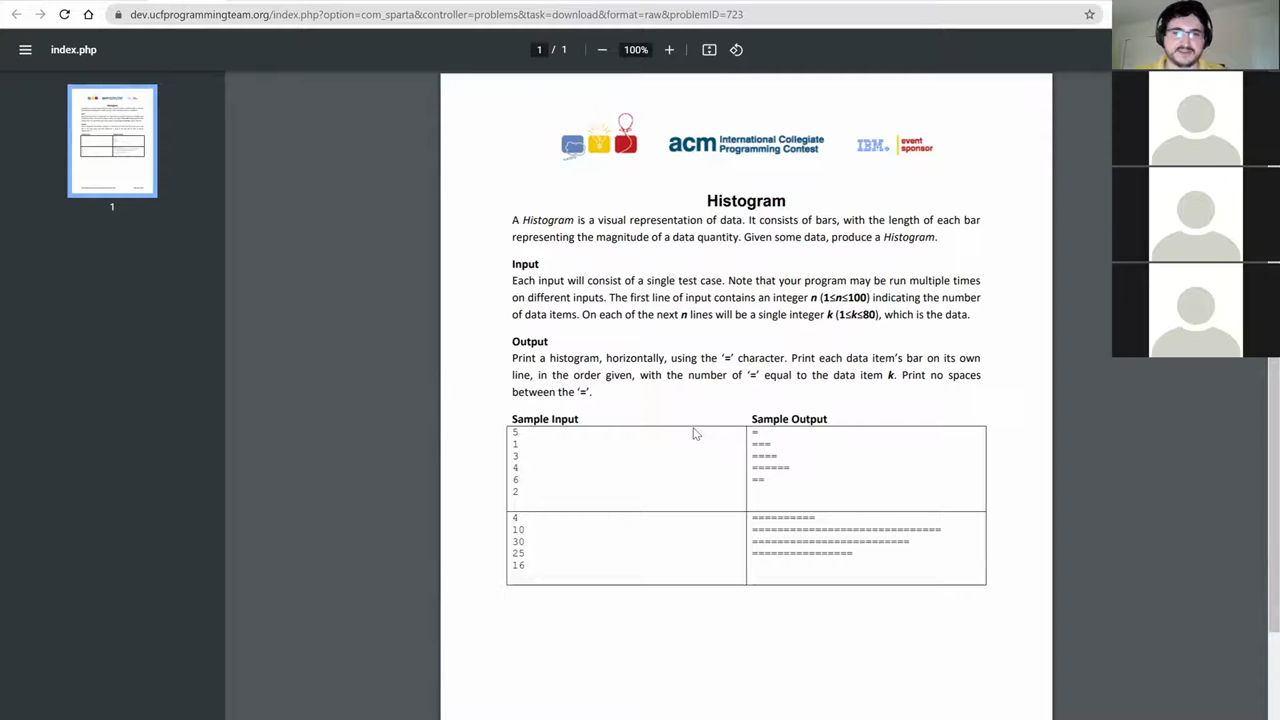 dev.ucfprogrammingteam.org/index.php?option=com_sparta&controller=problems&task=download&format=raw&problemID=723
index.php
1 / 1
100%
1
acm International Collegiate
Programming Contest
IBM.
event
sponsor
Histogram
A Histogram is a visual representation of data. It consists of bars, with the length of each bar
representing the magnitude of a data quantity. Given some data, produce a Histogram.
Input
Each input will consist of a single test case. Note that your program may be run multiple times
on different inputs. The first line of input contains an integer n (1≤n≤100) indicating the number
of data items. On each of the next n lines will be a single integer k (1≤k≤80), which is the data.
Output
Print a histogram, horizontally, using the ‘=’ character. Print each data item’s bar on its own
line, in the order given, with the number of ‘=’ equal to the data item k. Print no spaces
between the ‘=’.
Sample Input
Sample Output
5
1
3
4
6
2
=
===
====
======
==
4
10
30
25
16
==========
==============================
=========================
================